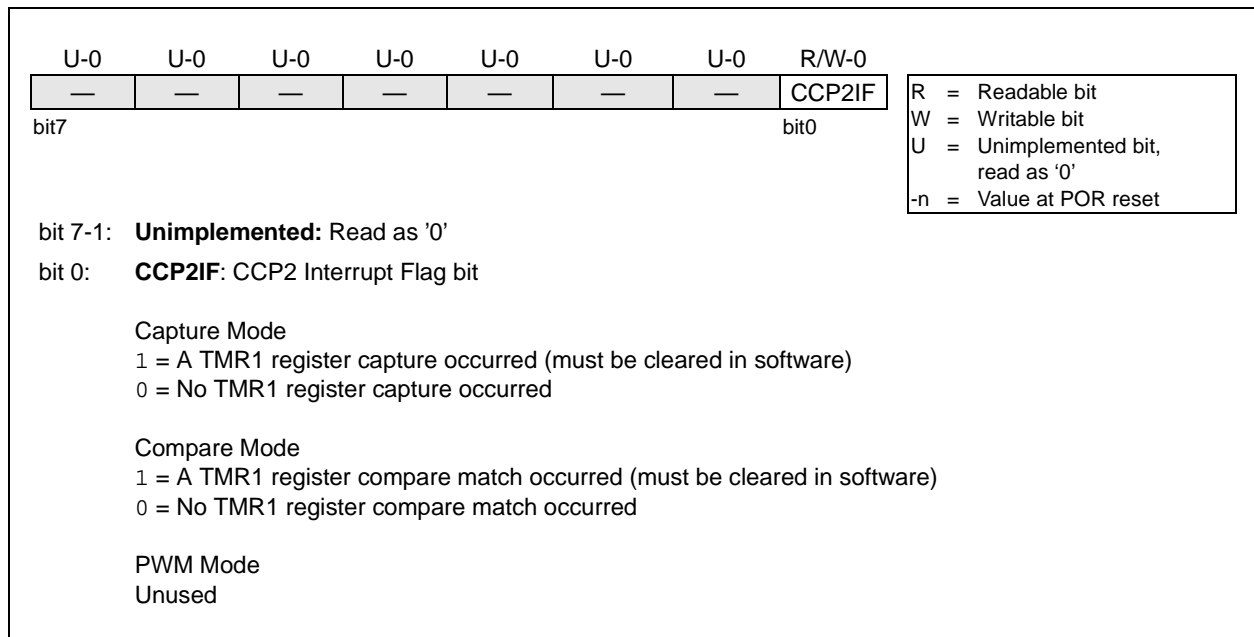 U-0 U-0 U-0 U-0 U-0 U-0 U-0 R/W-0
— — — — — — — CCP2IF
bit7 bit0
R = Readable bit
W = Writable bit
U = Unimplemented bit,
read as ‘0’
-n = Value at POR reset
bit 7-1: Unimplemented: Read as ’0’
bit 0: CCP2IF: CCP2 Interrupt Flag bit
Capture Mode
1 = A TMR1 register capture occurred (must be cleared in software)
0 = No TMR1 register capture occurred
Compare Mode
1 = A TMR1 register compare match occurred (must be cleared in software)
0 = No TMR1 register compare match occurred
PWM Mode
Unused